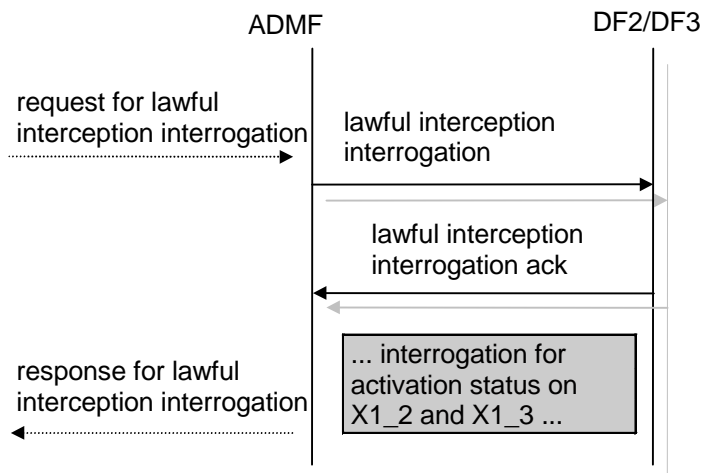 ADMF
DF2/DF3
request for lawful
interception interrogation
lawful interception
interrogation
lawful interception
interrogation ack
... interrogation for
activation status on
X1_2 and X1_3 ...
response for lawful
interception interrogation